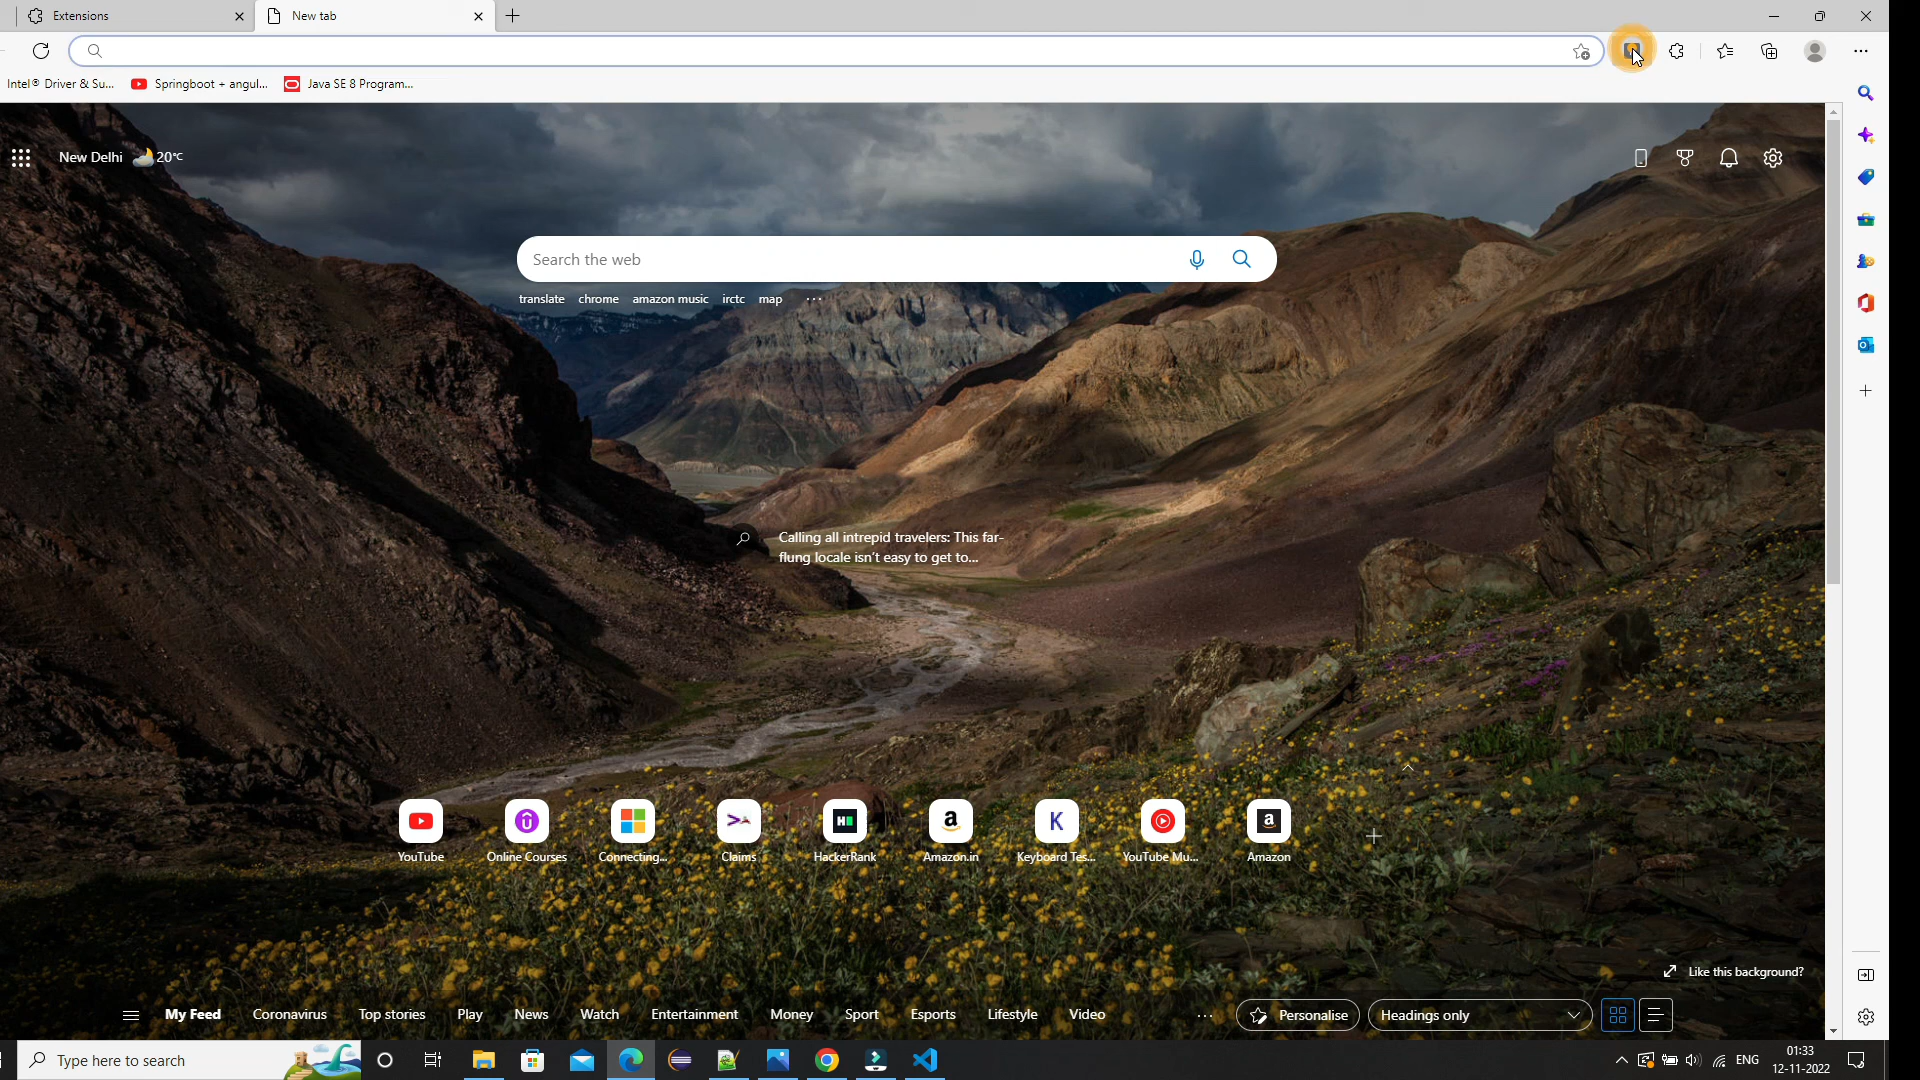 Extensions
New tab
Intel® Driver & Su...
Springboot + angul...
Java SE 8 Program...
New Delhi
20°C
Search the web
translate chrome amazon music irctc map
Calling all intrepid travelers: This far-
flung locale isn't easy to get to...
YouTube
Online Courses
Connecting...
Claims
HackerRank
Amazon.in
Keyboard Tes...
YouTube Mu...
Amazon
Like this background?
My Feed Coronavirus Top stories Play News Watch Entertainment Money Sport Esports Lifestyle Video
Personalise
Headings only
Type here to search
ENG
01:33
12-11-2022